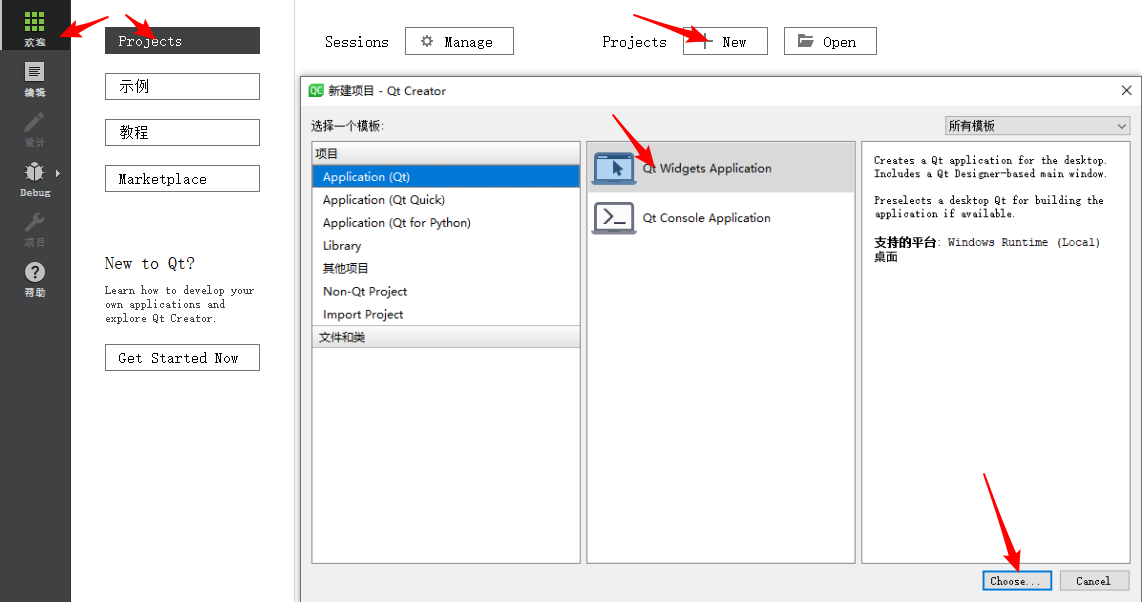 欢迎
编辑
设计
Debug
项目
帮助
Projects
示例
教程
Marketplace
New to Qt?
Learn how to develop your
own applications and
explore Qt Creator.
Get Started Now
Sessions
Manage
Projects
New
Open
QC 新建项目 - Qt Creator
选择一个模板:
所有模板
项目
Application (Qt)
Application (Qt Quick)
Application (Qt for Python)
Library
其他项目
Non-Qt Project
Import Project
文件和类
Qt Widgets Application
Qt Console Application
Creates a Qt application for the desktop.
Includes a Qt Designer-based main window.
Preselects a desktop Qt for building the
application if available.
支持的平台: Windows Runtime (Local)
桌面
Choose...
Cancel